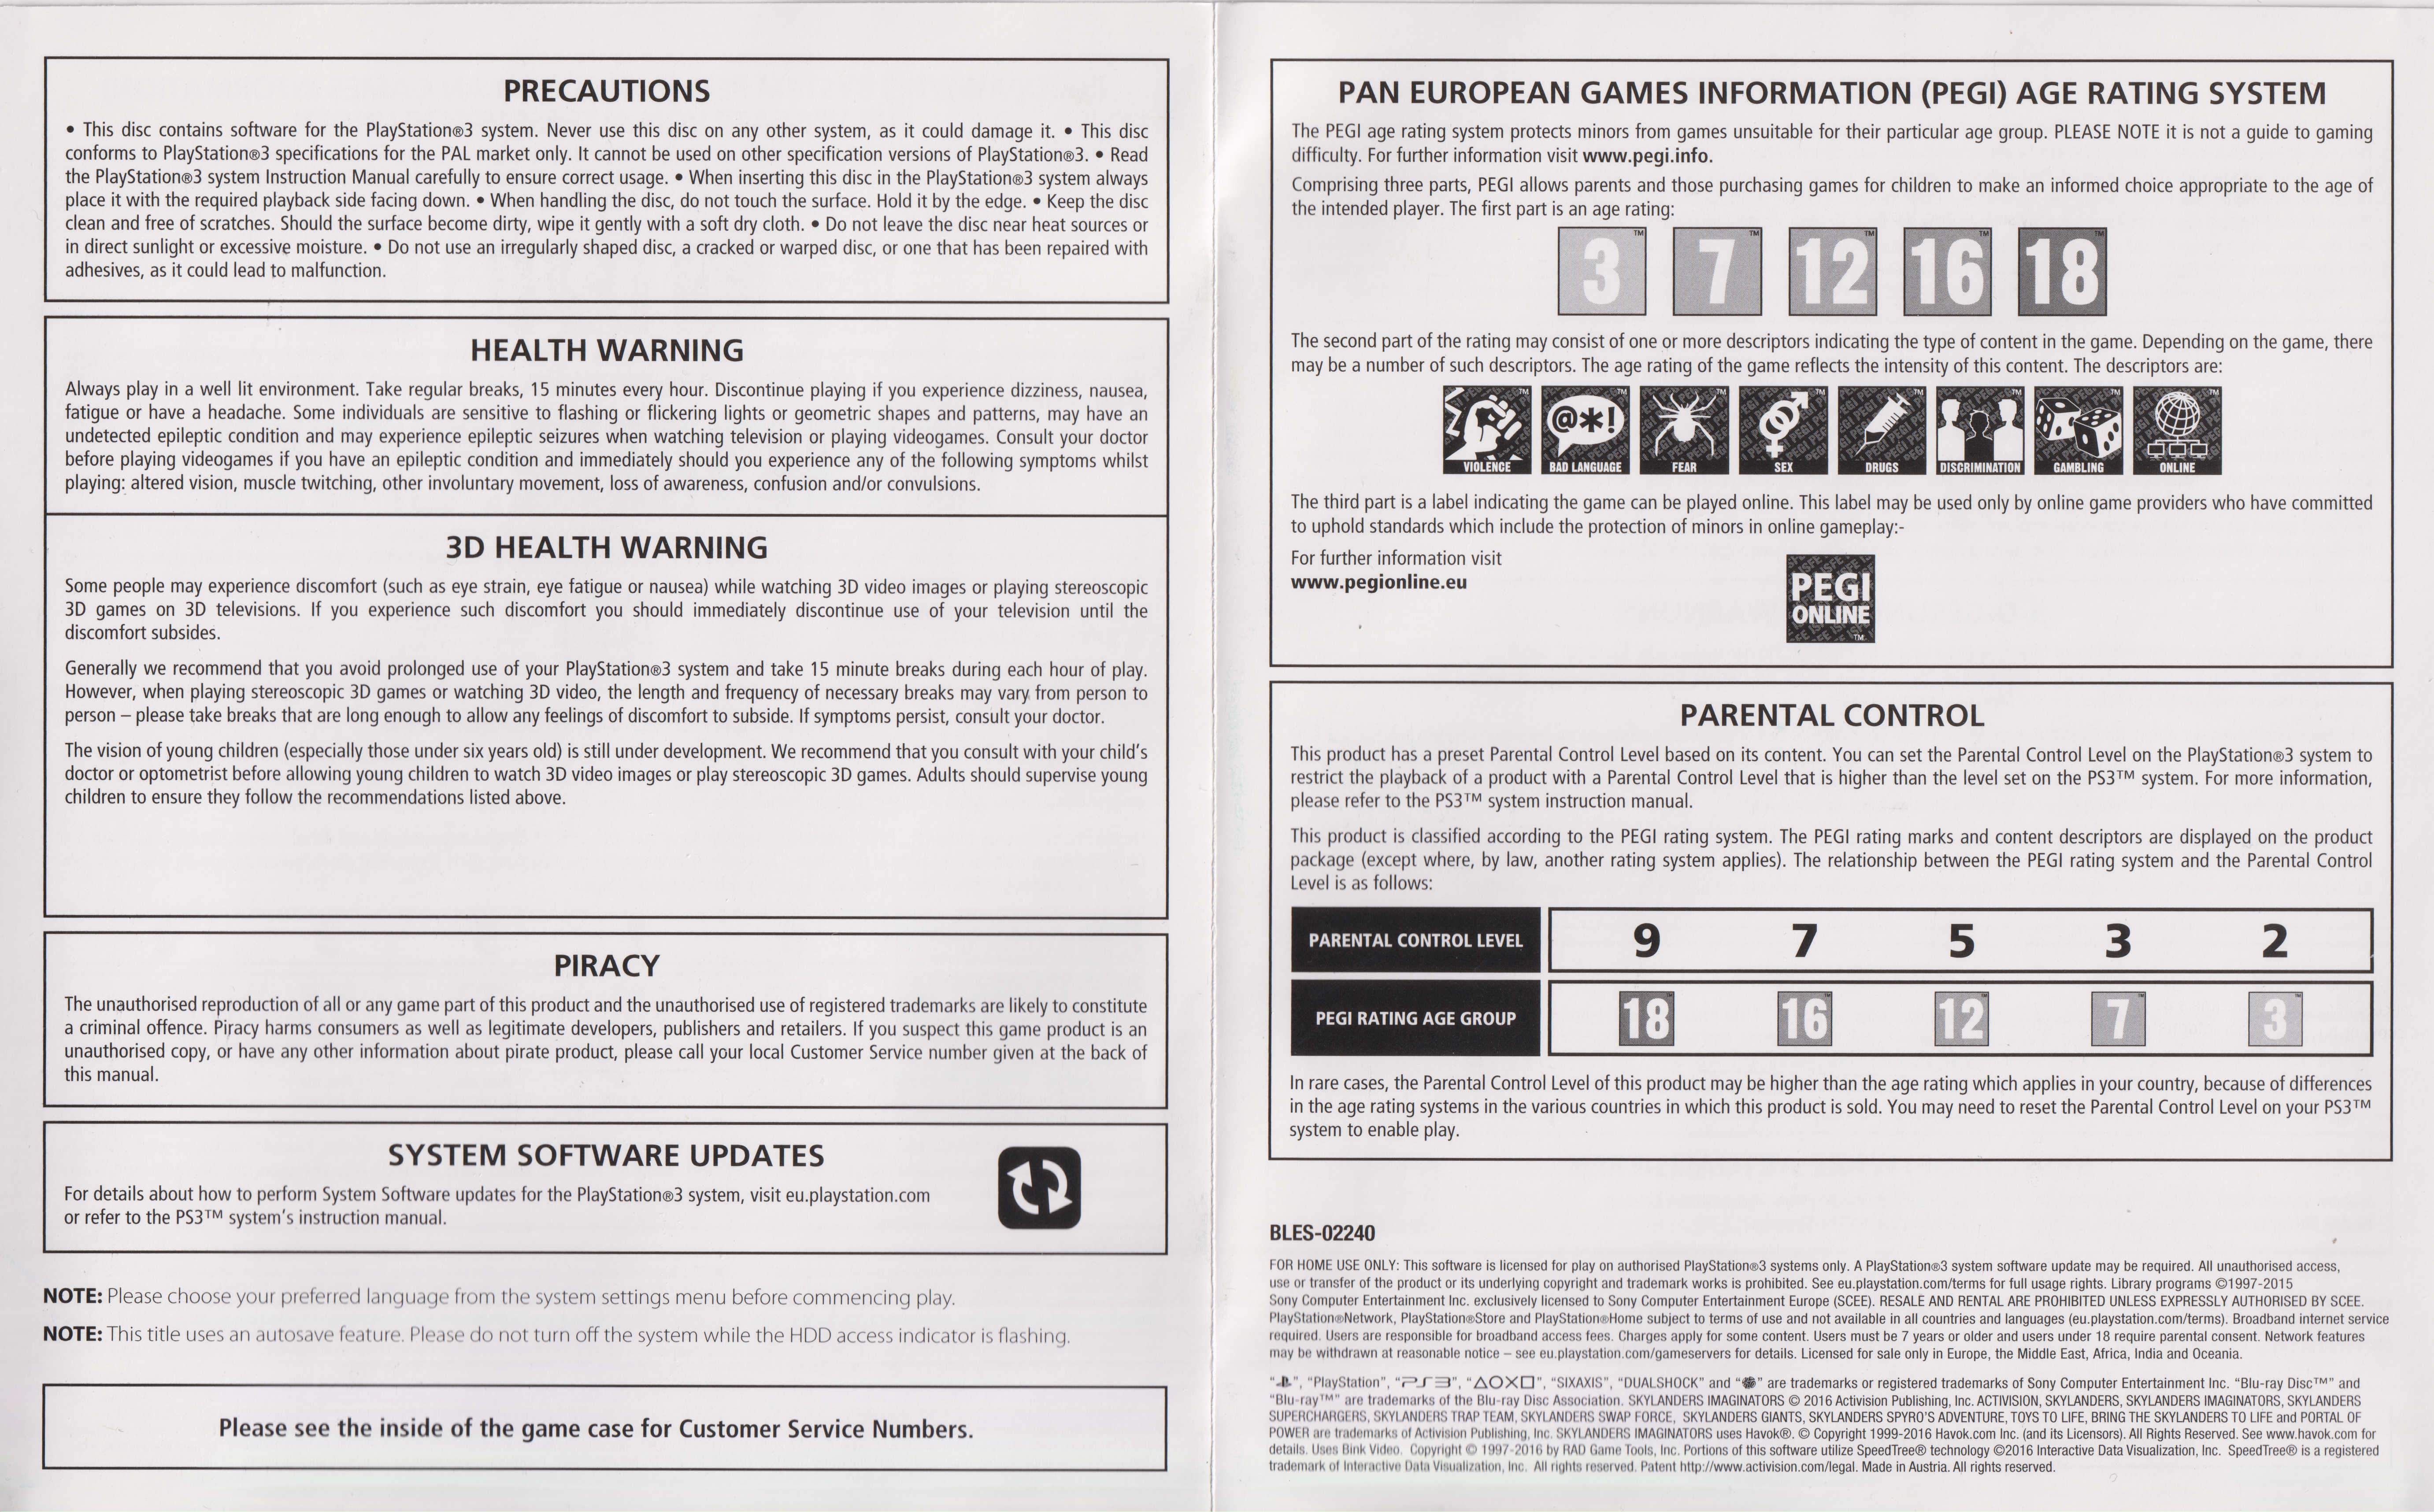 PRECAUTIONS
• This disc contains software for the PlayStation®3 system. Never use this disc on any other system, as it could damage it. • This disc
conforms to PlayStation®3 specifications for the PAL market only. It cannot be used on other specification versions of PlayStation®3. • Read
the PlayStation®3 system Instruction Manual carefully to ensure correct usage. • When inserting this disc in the PlayStation®3 system always
place it with the required playback side facing down. • When handling the disc, do not touch the surface. Hold it by the edge. • Keep the disc
clean and free of scratches. Should the surface become dirty, wipe it gently with a soft dry cloth. • Do not leave the disc near heat sources or
in direct sunlight or excessive moisture. • Do not use an irregularly shaped disc, a cracked or warped disc, or one that has been repaired with
adhesives, as it could lead to malfunction.
HEALTH WARNING
Always play in a well lit environment. Take regular breaks, 15 minutes every hour. Discontinue playing if you experience dizziness, nausea,
fatigue or have a headache. Some individuals are sensitive to flashing or flickering lights or geometric shapes and patterns, may have an
undetected epileptic condition and may experience epileptic seizures when watching television or playing videogames. Consult your doctor
before playing videogames if you have an epileptic condition and immediately should you experience any of the following symptoms whilst
playing: altered vision, muscle twitching, other involuntary movement, loss of awareness, confusion and/or convulsions.
3D HEALTH WARNING
Some people may experience discomfort (such as eye strain, eye fatigue or nausea) while watching 3D video images or playing stereoscopic
3D games on 3D televisions. If you experience such discomfort you should immediately discontinue use of your television until the
discomfort subsides.
Generally we recommend that you avoid prolonged use of your PlayStation®3 system and take 15 minute breaks during each hour of play.
However, when playing stereoscopic 3D games or watching 3D video, the length and frequency of necessary breaks may vary from person to
person – please take breaks that are long enough to allow any feelings of discomfort to subside. If symptoms persist, consult your doctor.
The vision of young children (especially those under six years old) is still under development. We recommend that you consult with your child's
doctor or optometrist before allowing young children to watch 3D video images or play stereoscopic 3D games. Adults should supervise young
children to ensure they follow the recommendations listed above.
PIRACY
The unauthorised reproduction of all or any game part of this product and the unauthorised use of registered trademarks are likely to constitute
a criminal offence. Piracy harms consumers as well as legitimate developers, publishers and retailers. If you suspect this game product is an
unauthorised copy, or have any other information about pirate product, please call your local Customer Service number given at the back of
this manual.
SYSTEM SOFTWARE UPDATES
For details about how to perform System Software updates for the PlayStation®3 system, visit eu.playstation.com
or refer to the PS3™ system's instruction manual.
NOTE: Please choose your preferred language from the system settings menu before commencing play.
NOTE: This title uses an autosave feature. Please do not turn off the system while the HDD access indicator is flashing.
Please see the inside of the game case for Customer Service Numbers.
PAN EUROPEAN GAMES INFORMATION (PEGI) AGE RATING SYSTEM
The PEGI age rating system protects minors from games unsuitable for their particular age group. PLEASE NOTE it is not a guide to gaming
difficulty. For further information visit www.pegi.info.
Comprising three parts, PEGI allows parents and those purchasing games for children to make an informed choice appropriate to the age of
the intended player. The first part is an age rating:
3™ 7™ 12™ 16™ 18™
The second part of the rating may consist of one or more descriptors indicating the type of content in the game. Depending on the game, there
may be a number of such descriptors. The age rating of the game reflects the intensity of this content. The descriptors are:
@*!
VIOLENCE BAD LANGUAGE FEAR SEX DRUGS DISCRIMINATION GAMBLING ONLINE
The third part is a label indicating the game can be played online. This label may be used only by online game providers who have committed
to uphold standards which include the protection of minors in online gameplay:-
For further information visit
www.pegionline.eu
PEGI
ONLINE
™
PARENTAL CONTROL
This product has a preset Parental Control Level based on its content. You can set the Parental Control Level on the PlayStation®3 system to
restrict the playback of a product with a Parental Control Level that is higher than the level set on the PS3™ system. For more information,
please refer to the PS3™ system instruction manual.
This product is classified according to the PEGI rating system. The PEGI rating marks and content descriptors are displayed on the product
package (except where, by law, another rating system applies). The relationship between the PEGI rating system and the Parental Control
Level is as follows:
PARENTAL CONTROL LEVEL 9 7 5 3 2
PEGI RATING AGE GROUP 18™ 16™ 12™ 7™ 3™
In rare cases, the Parental Control Level of this product may be higher than the age rating which applies in your country, because of differences
in the age rating systems in the various countries in which this product is sold. You may need to reset the Parental Control Level on your PS3™
system to enable play.
BLES-02240
FOR HOME USE ONLY: This software is licensed for play on authorised PlayStation®3 systems only. A PlayStation®3 system software update may be required. All unauthorised access,
use or transfer of the product or its underlying copyright and trademark works is prohibited. See eu.playstation.com/terms for full usage rights. Library programs ©1997-2015
Sony Computer Entertainment Inc. exclusively licensed to Sony Computer Entertainment Europe (SCEE). RESALE AND RENTAL ARE PROHIBITED UNLESS EXPRESSLY AUTHORISED BY SCEE.
PlayStation®Network, PlayStation®Store and PlayStation®Home subject to terms of use and not available in all countries and languages (eu.playstation.com/terms). Broadband internet service
required. Users are responsible for broadband access fees. Charges apply for some content. Users must be 7 years or older and users under 18 require parental consent. Network features
may be withdrawn at reasonable notice – see eu.playstation.com/gameservers for details. Licensed for sale only in Europe, the Middle East, Africa, India and Oceania.
"", "PlayStation", "PS3", "△○✕□", "SIXAXIS", "DUALSHOCK" and "" are trademarks or registered trademarks of Sony Computer Entertainment Inc. "Blu-ray Disc™" and
"Blu-ray™" are trademarks of the Blu-ray Disc Association. SKYLANDERS IMAGINATORS © 2016 Activision Publishing, Inc. ACTIVISION, SKYLANDERS, SKYLANDERS IMAGINATORS, SKYLANDERS
SUPERCHARGERS, SKYLANDERS TRAP TEAM, SKYLANDERS SWAP FORCE, SKYLANDERS GIANTS, SKYLANDERS SPYRO'S ADVENTURE, TOYS TO LIFE, BRING THE SKYLANDERS TO LIFE and PORTAL OF
POWER are trademarks of Activision Publishing, Inc. SKYLANDERS IMAGINATORS uses Havok®. © Copyright 1999-2016 Havok.com Inc. (and its Licensors). All Rights Reserved. See www.havok.com for
details. Uses Bink Video. Copyright © 1997-2016 by RAD Game Tools, Inc. Portions of this software utilize SpeedTree® technology ©2016 Interactive Data Visualization, Inc. SpeedTree® is a registered
trademark of Interactive Data Visualization, Inc. All rights reserved. Patent http://www.activision.com/legal. Made in Austria. All rights reserved.